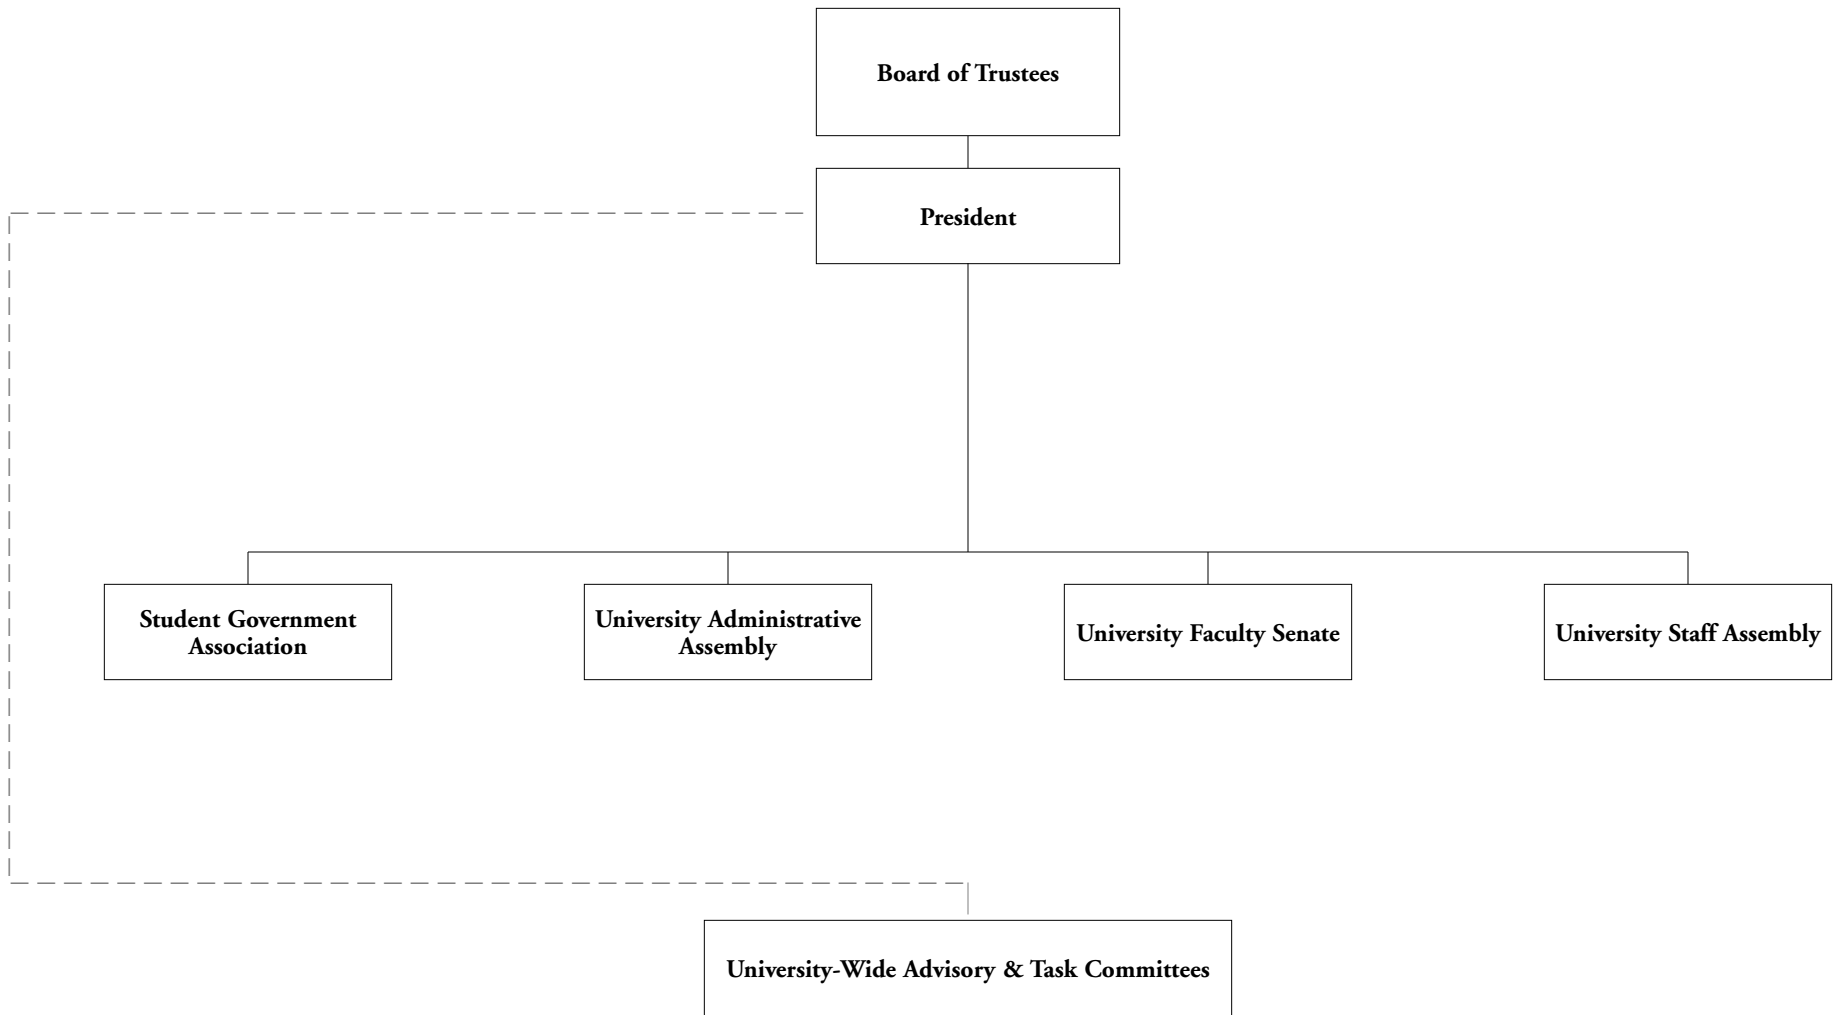 Board of Trustees
President
Student Government
Association
University Administrative
Assembly
University Faculty Senate
University Staff Assembly
University-Wide Advisory & Task Committees